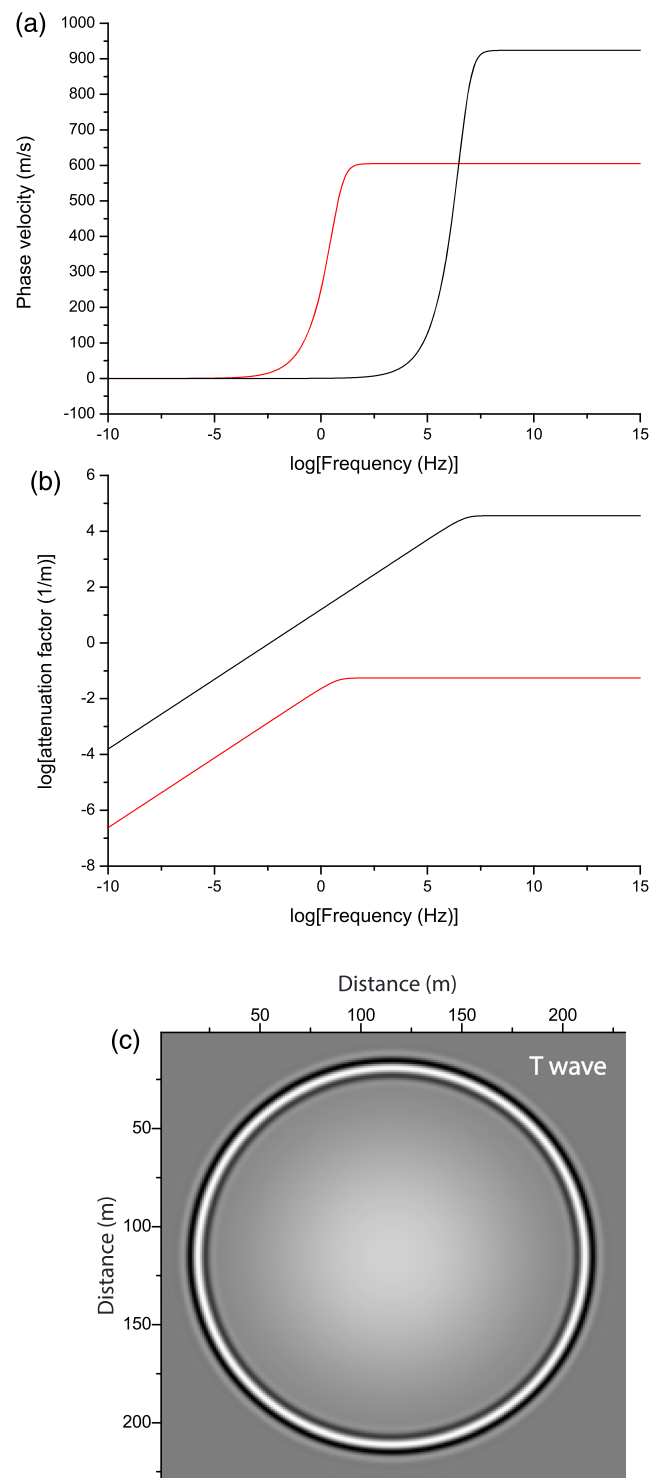 (a)
1000
900
800
700
600
500
400
300
200
100
0
-100
Phase velocity (m/s)
-10 -5 0 5 10 15
log[Frequency (Hz)]
(b)
6
4
2
0
-2
-4
-6
-8
log[attenuation factor (1/m)]
-10 -5 0 5 10 15
log[Frequency (Hz)]
Distance (m)
50 100 150 200
(c)
T wave
50
100
150
200
Distance (m)